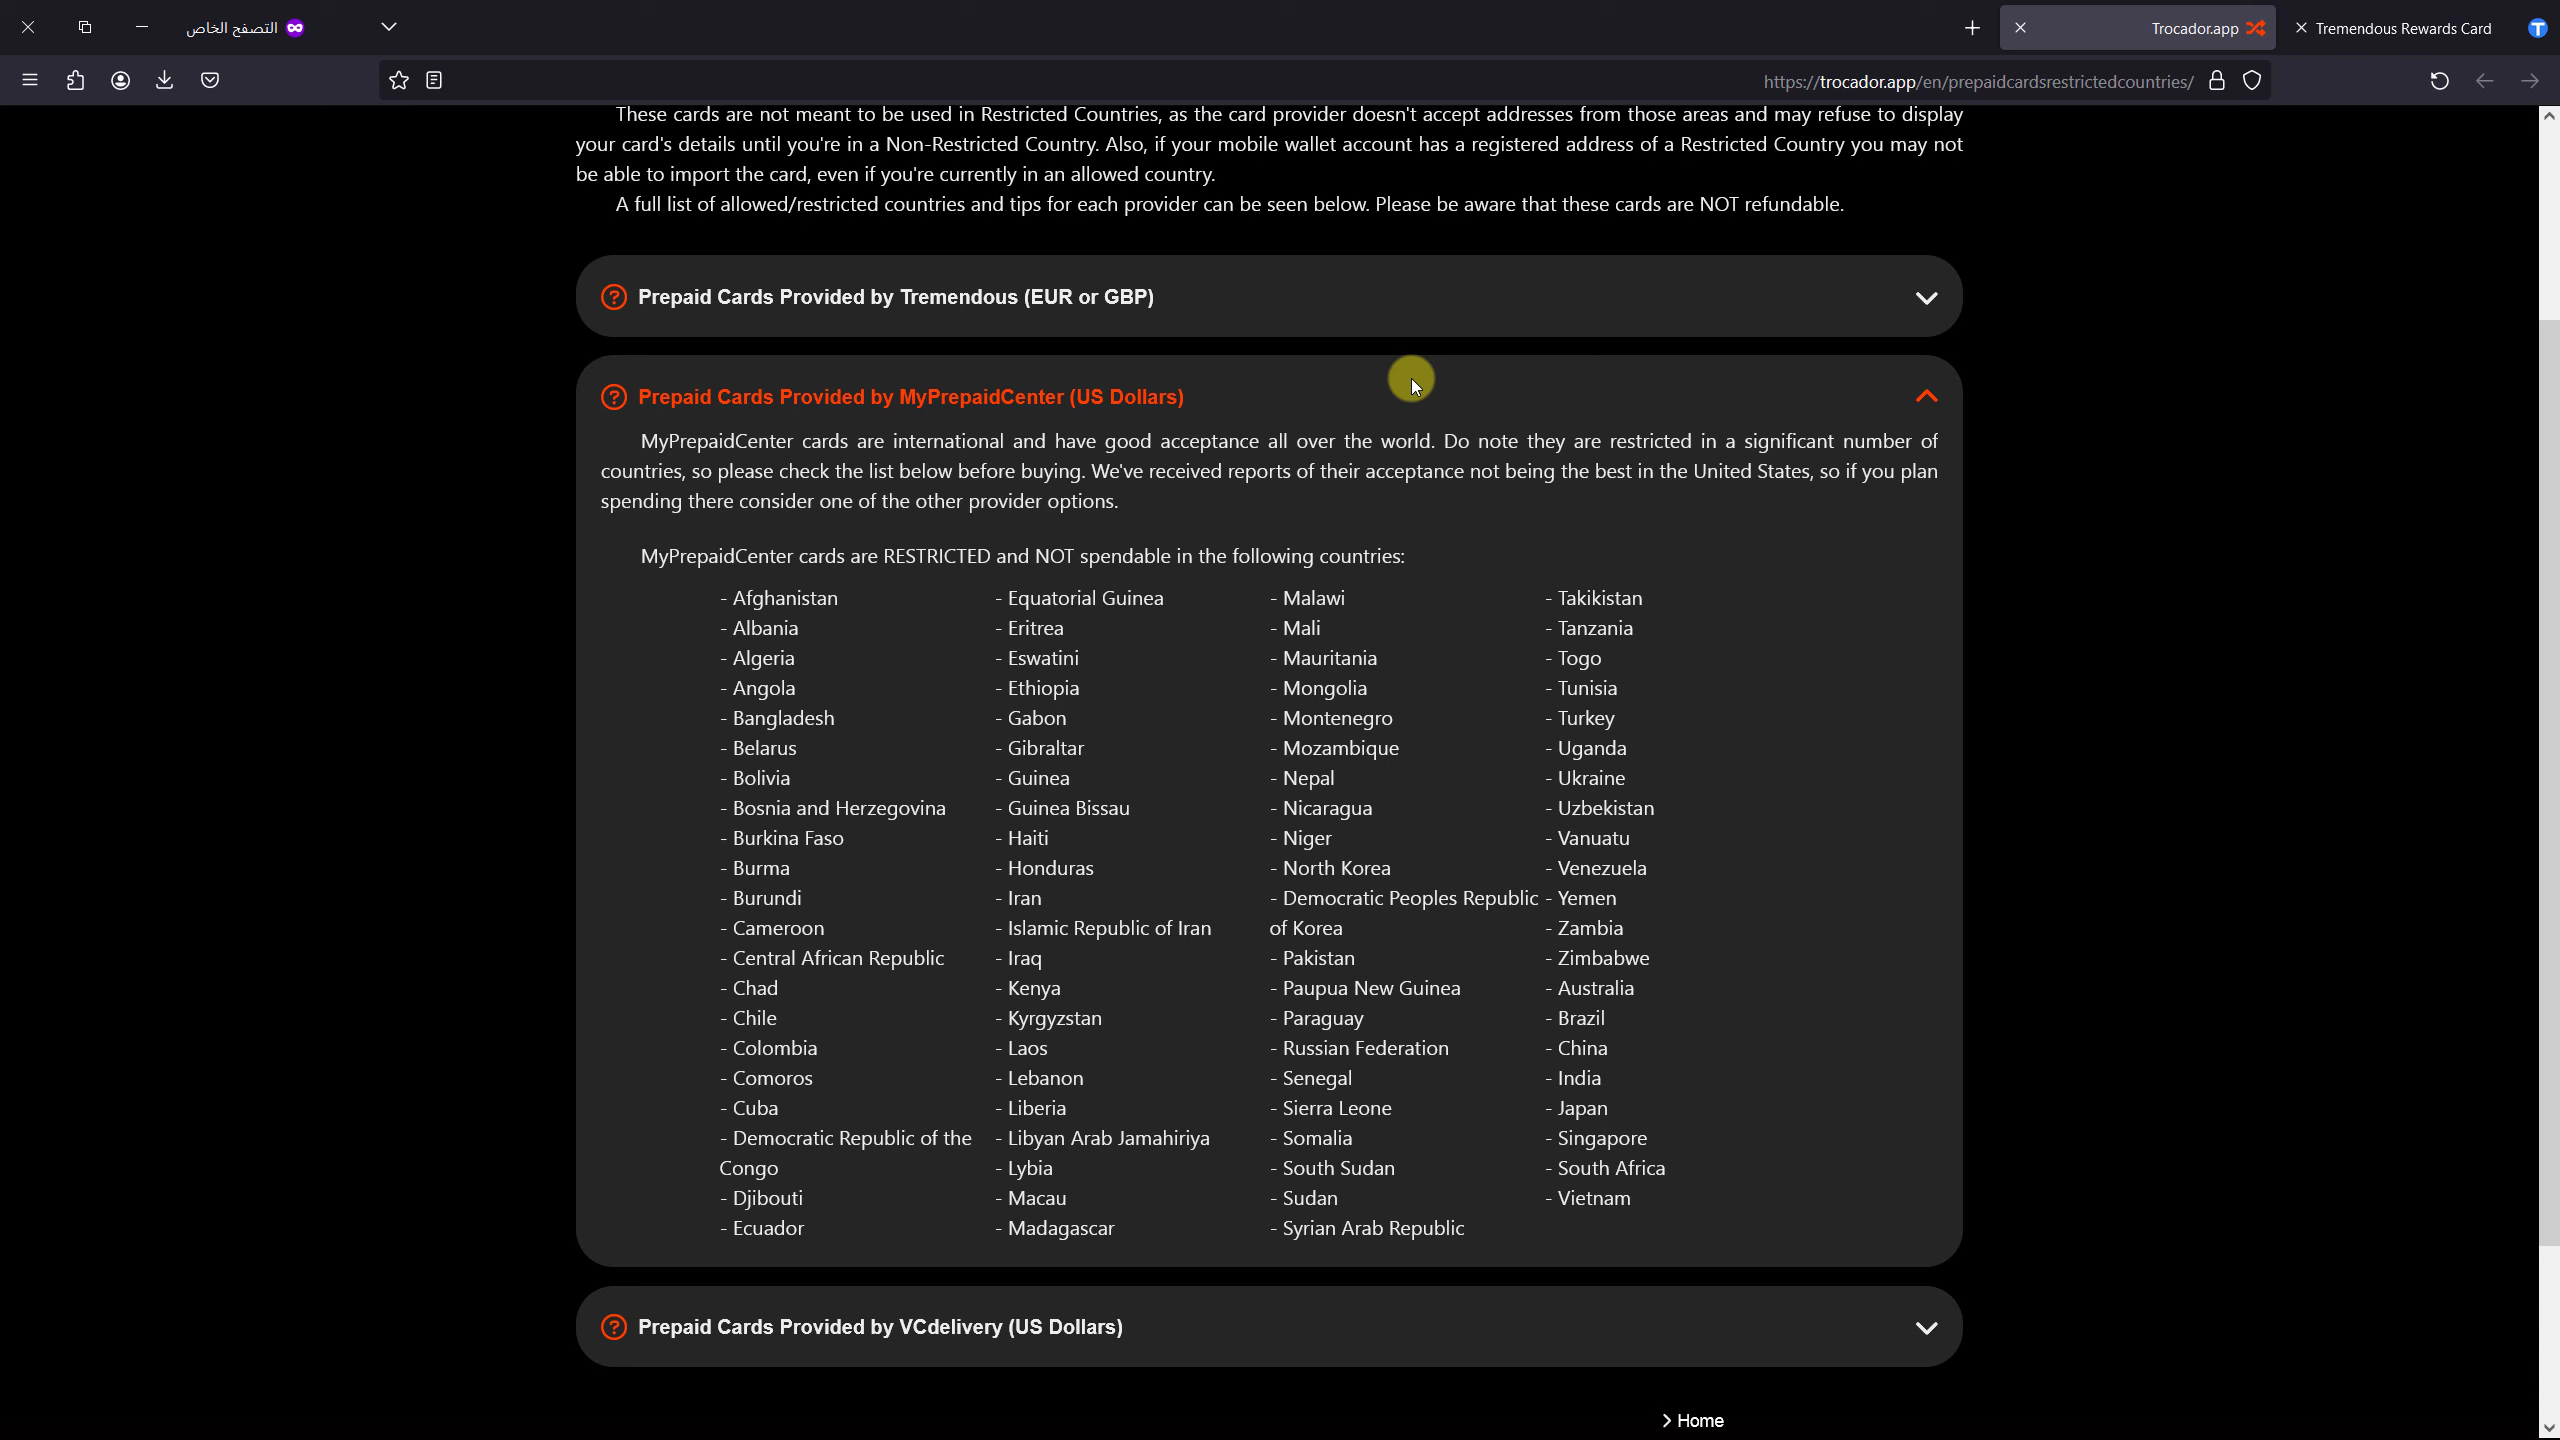 التصفح الخاص
Trocador.app
Tremendous Rewards Card
https://trocador.app/en/prepaidcardsrestrictedcountries/
These cards are not meant to be used in Restricted Countries, as the card provider doesn't accept addresses from those areas and may refuse to display
your card's details until you're in a Non-Restricted Country. Also, if your mobile wallet account has a registered address of a Restricted Country you may not
be able to import the card, even if you're currently in an allowed country.
A full list of allowed/restricted countries and tips for each provider can be seen below. Please be aware that these cards are NOT refundable.
Prepaid Cards Provided by Tremendous (EUR or GBP)
Prepaid Cards Provided by MyPrepaidCenter (US Dollars)
MyPrepaidCenter cards are international and have good acceptance all over the world. Do note they are restricted in a significant number of
countries, so please check the list below before buying. We've received reports of their acceptance not being the best in the United States, so if you plan
spending there consider one of the other provider options.
MyPrepaidCenter cards are RESTRICTED and NOT spendable in the following countries:
- Afghanistan
- Albania
- Algeria
- Angola
- Bangladesh
- Belarus
- Bolivia
- Bosnia and Herzegovina
- Burkina Faso
- Burma
- Burundi
- Cameroon
- Central African Republic
- Chad
- Chile
- Colombia
- Comoros
- Cuba
- Democratic Republic of the
Congo
- Djibouti
- Ecuador
- Equatorial Guinea
- Eritrea
- Eswatini
- Ethiopia
- Gabon
- Gibraltar
- Guinea
- Guinea Bissau
- Haiti
- Honduras
- Iran
- Islamic Republic of Iran
- Iraq
- Kenya
- Kyrgyzstan
- Laos
- Lebanon
- Liberia
- Libyan Arab Jamahiriya
- Lybia
- Macau
- Madagascar
- Malawi
- Mali
- Mauritania
- Mongolia
- Montenegro
- Mozambique
- Nepal
- Nicaragua
- Niger
- North Korea
- Democratic Peoples Republic
of Korea
- Pakistan
- Paupua New Guinea
- Paraguay
- Russian Federation
- Senegal
- Sierra Leone
- Somalia
- South Sudan
- Sudan
- Syrian Arab Republic
- Takikistan
- Tanzania
- Togo
- Tunisia
- Turkey
- Uganda
- Ukraine
- Uzbekistan
- Vanuatu
- Venezuela
- Yemen
- Zambia
- Zimbabwe
- Australia
- Brazil
- China
- India
- Japan
- Singapore
- South Africa
- Vietnam
Prepaid Cards Provided by VCdelivery (US Dollars)
Home